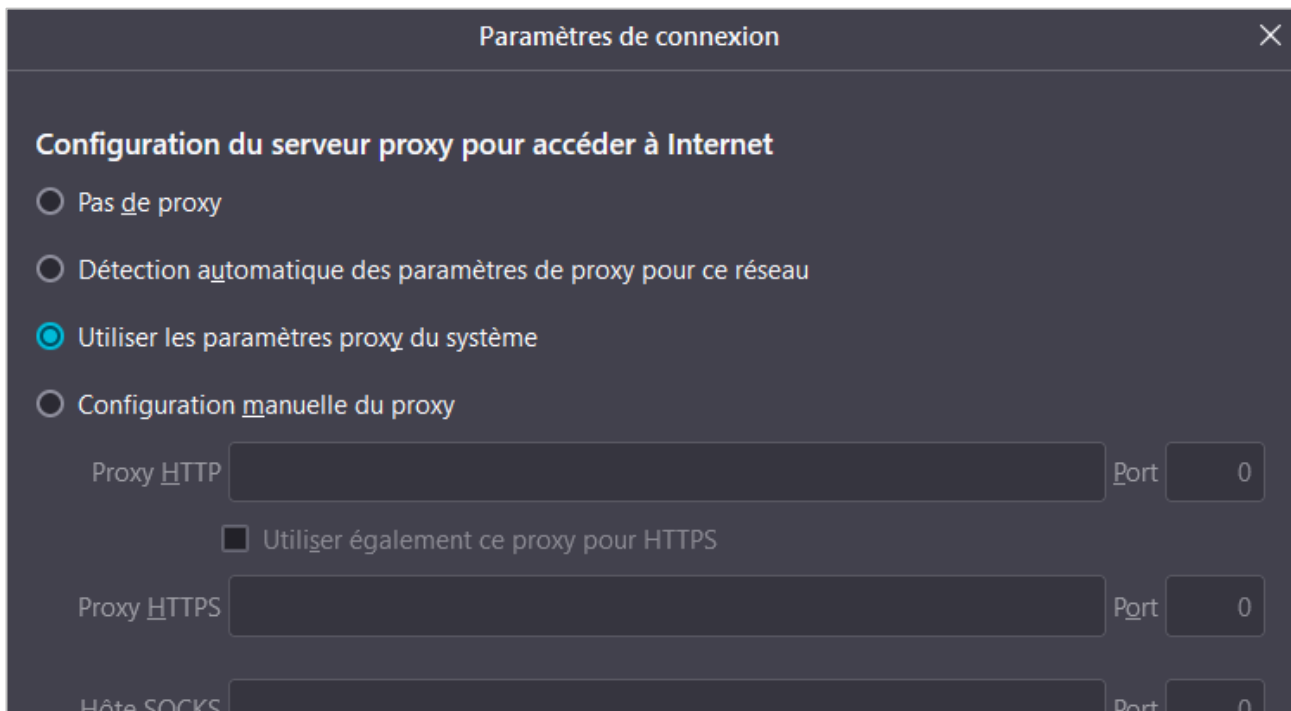 Paramètres de connexion
Configuration du serveur proxy pour accéder à Internet
Pas de proxy
Détection automatique des paramètres de proxy pour ce réseau
Utiliser les paramètres proxy du système
Configuration manuelle du proxy
Proxy HTTP Port 0
Utiliser également ce proxy pour HTTPS
Proxy HTTPS Port 0
Hôte SOCKS Port 0